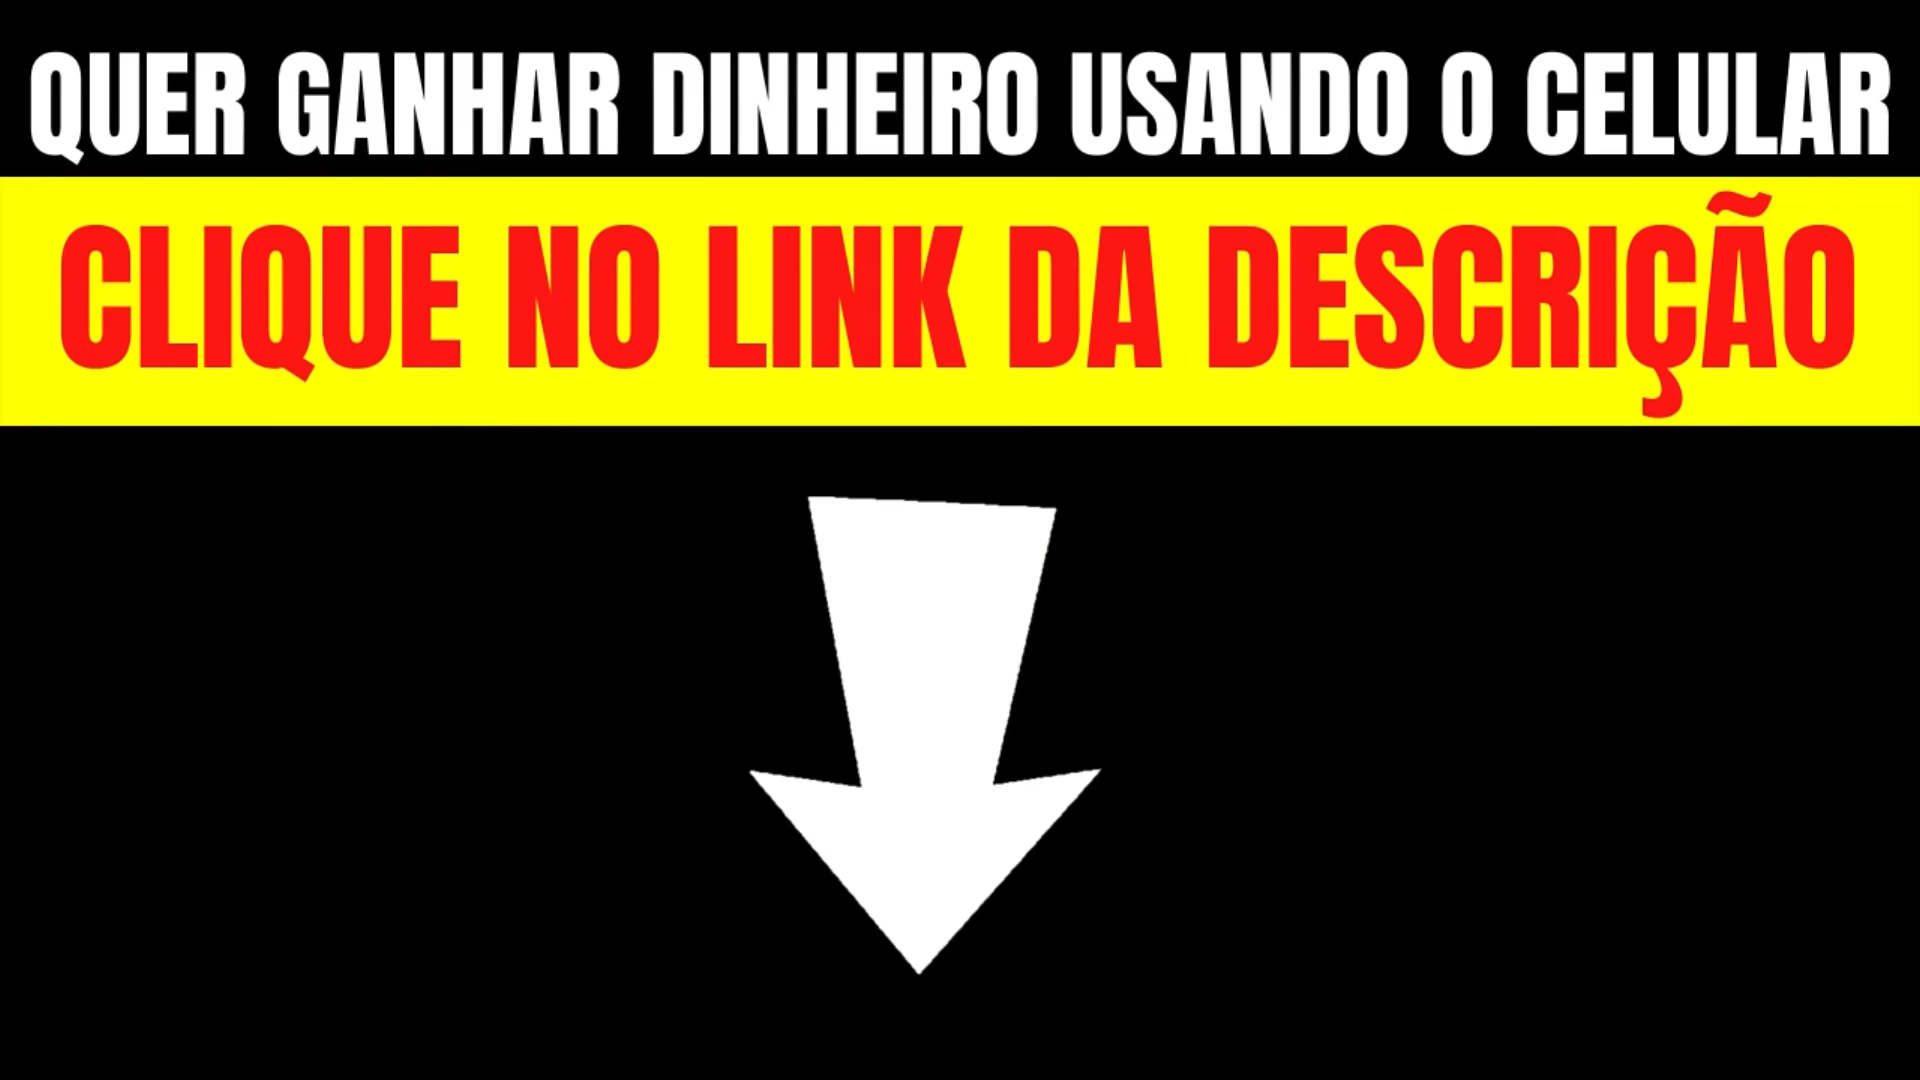 QUER GANHAR DINHEIRO USANDO O CELULAR
CLIQUE NO LINK DA DESCRIÇÃO